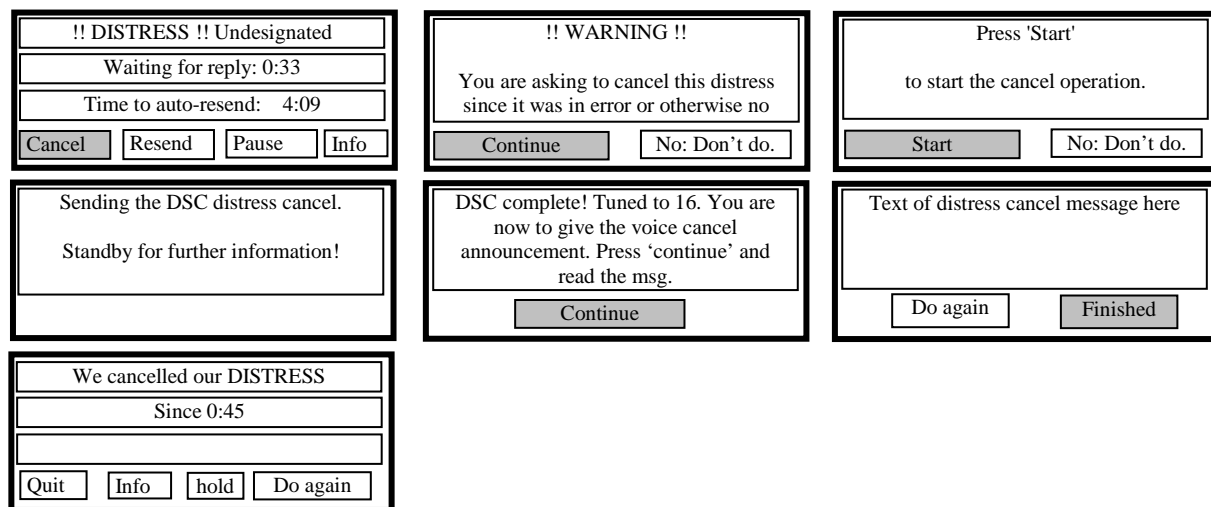 !! DISTRESS !! Undesignated
Waiting for reply: 0:33
Time to auto-resend: 4:09
Cancel Resend Pause Info
!! WARNING !!
You are asking to cancel this distress
since it was in error or otherwise no
Continue No: Don’t do.
Press 'Start'
to start the cancel operation.
Start No: Don’t do.
Sending the DSC distress cancel.
Standby for further information!
DSC complete! Tuned to 16. You are
now to give the voice cancel
announcement. Press ‘continue’ and
read the msg.
Continue
Text of distress cancel message here
Do again Finished
We cancelled our DISTRESS
Since 0:45
Quit Info hold Do again